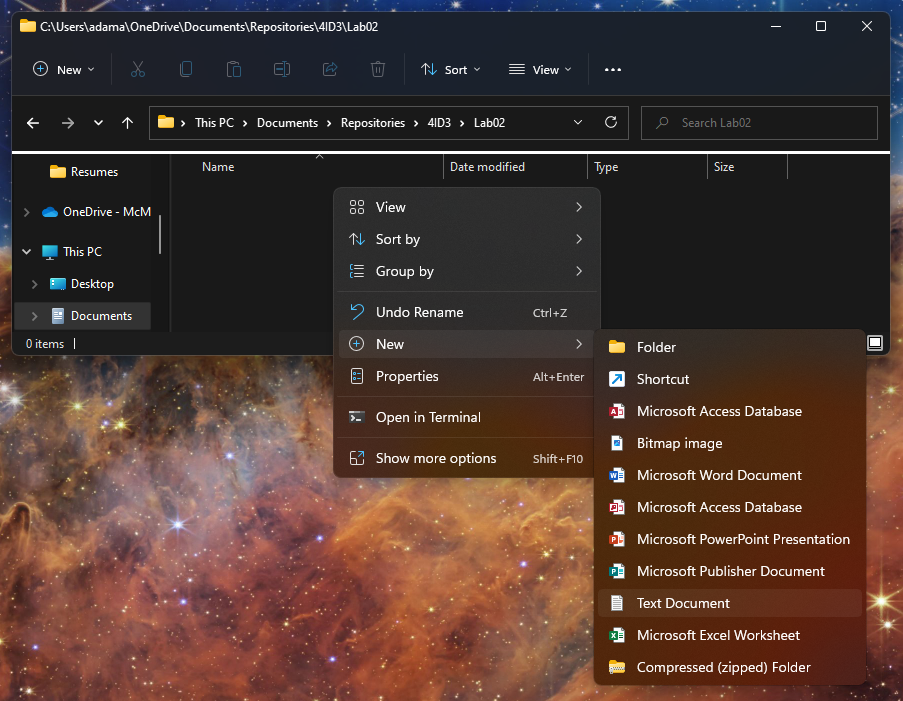 C:\Users\adama\OneDrive\Documents\Repositories\4ID3\Lab02
New
Sort
View
This PC
Documents
Repositories
4ID3
Lab02
Search Lab02
Name
Date modified
Type
Size
Resumes
OneDrive - McM
This PC
Desktop
Documents
0 items
View
Sort by
Group by
Undo Rename Ctrl+Z
New
Properties Alt+Enter
Open in Terminal
Show more options Shift+F10
Folder
Shortcut
Microsoft Access Database
Bitmap image
Microsoft Word Document
Microsoft Access Database
Microsoft PowerPoint Presentation
Microsoft Publisher Document
Text Document
Microsoft Excel Worksheet
Compressed (zipped) Folder